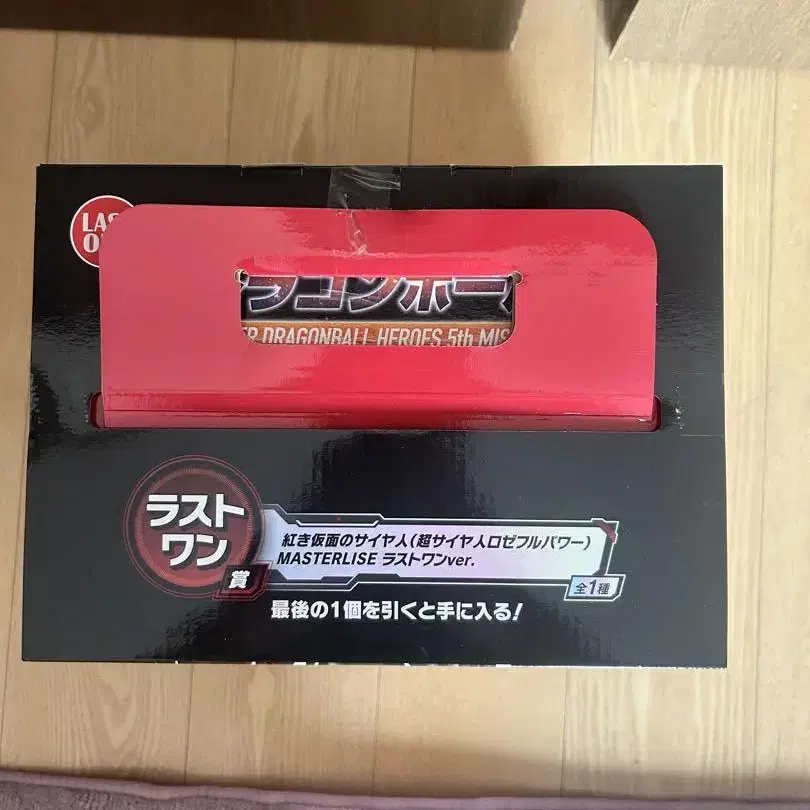 LAS
O
ラゴンボー
ER DRAGONBALL HEROES 5th MIS
ラスト
ワン
賞
紅き仮面のサイヤ人(超サイヤ人ロゼフルパワー)
MASTERLISE ラストワンver.
全1種
最後の1個を引くと手に入る!